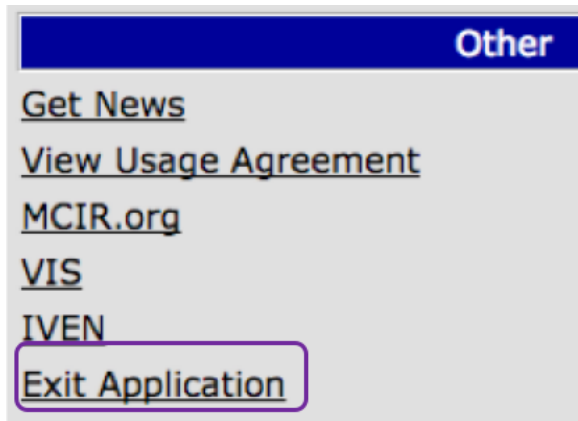 Other
Get News
View Usage Agreement
MCIR.org
VIS
IVEN
Exit Application